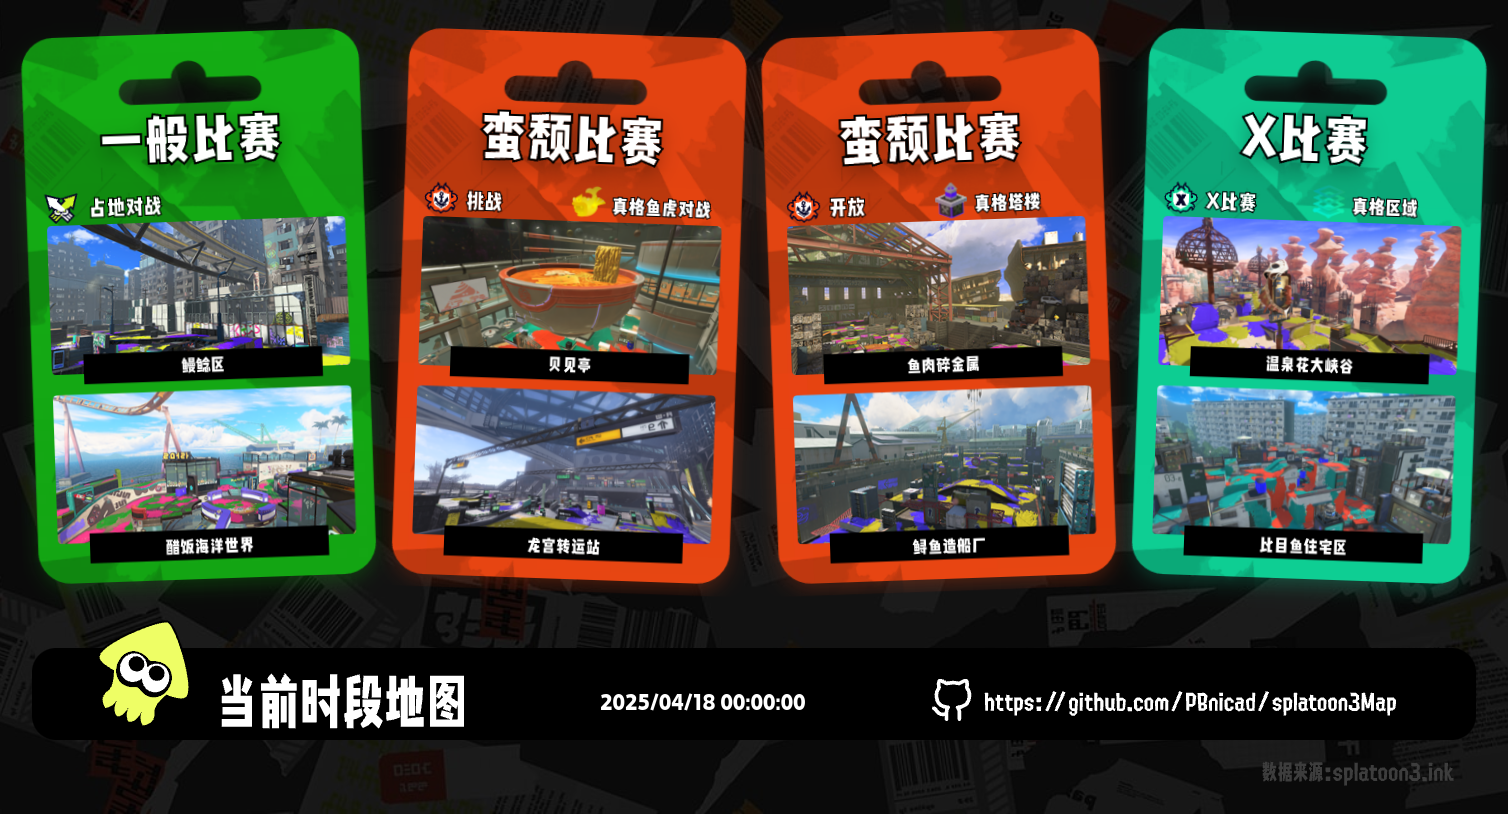 一般比赛
占地对战
鳗鲶区
醋饭海洋世界
蛮颓比赛
挑战
真格鱼虎对战
贝贝亭
龙宫转运站
蛮颓比赛
开放
真格塔楼
鱼肉碎金属
鲟鱼造船厂
X比赛
X比赛
真格区域
温泉花大峡谷
比目鱼住宅区
当前时段地图
2025/04/18 00:00:00
https://github.com/PBnicad/splatoon3Map
数据来源:splatoon3.ink